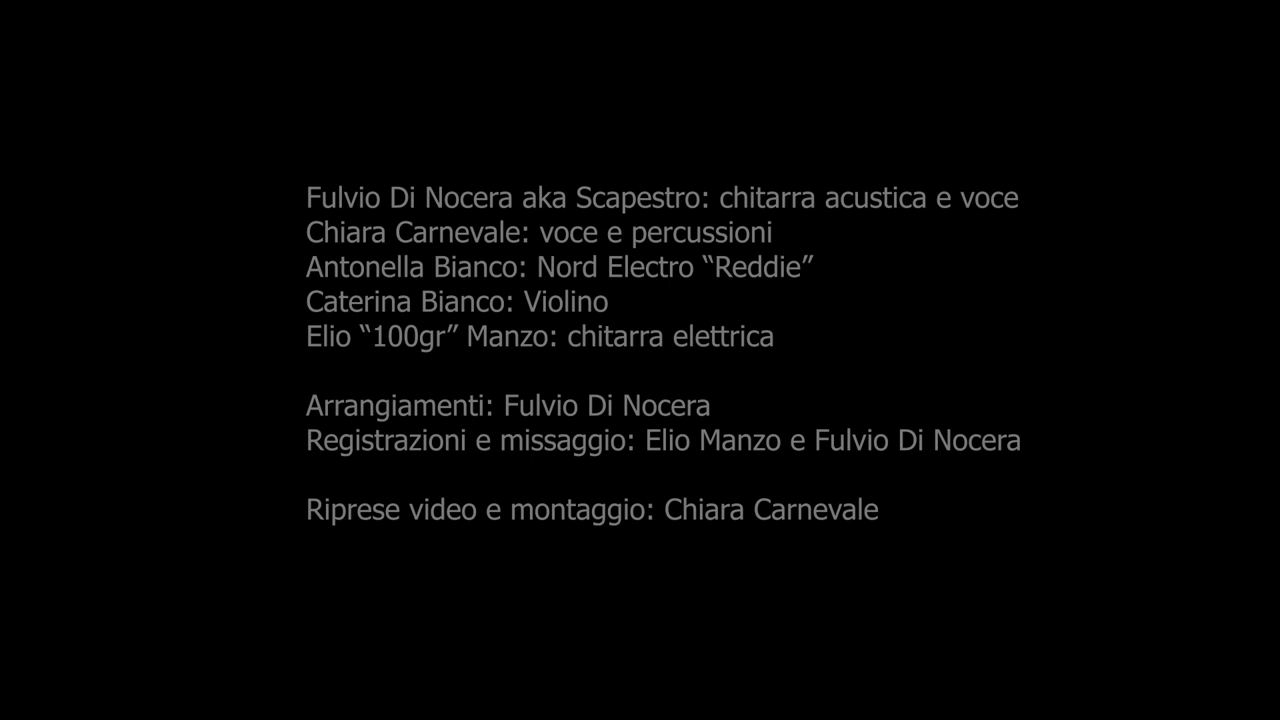 Fulvio Di Nocera aka Scapestro: chitarra acustica e voce
Chiara Carnevale: voce e percussioni
Antonella Bianco: Nord Electro “Reddie”
Caterina Bianco: Violino
Elio “100gr” Manzo: chitarra elettrica
Arrangiamenti: Fulvio Di Nocera
Registrazioni e missaggio: Elio Manzo e Fulvio Di Nocera
Riprese video e montaggio: Chiara Carnevale